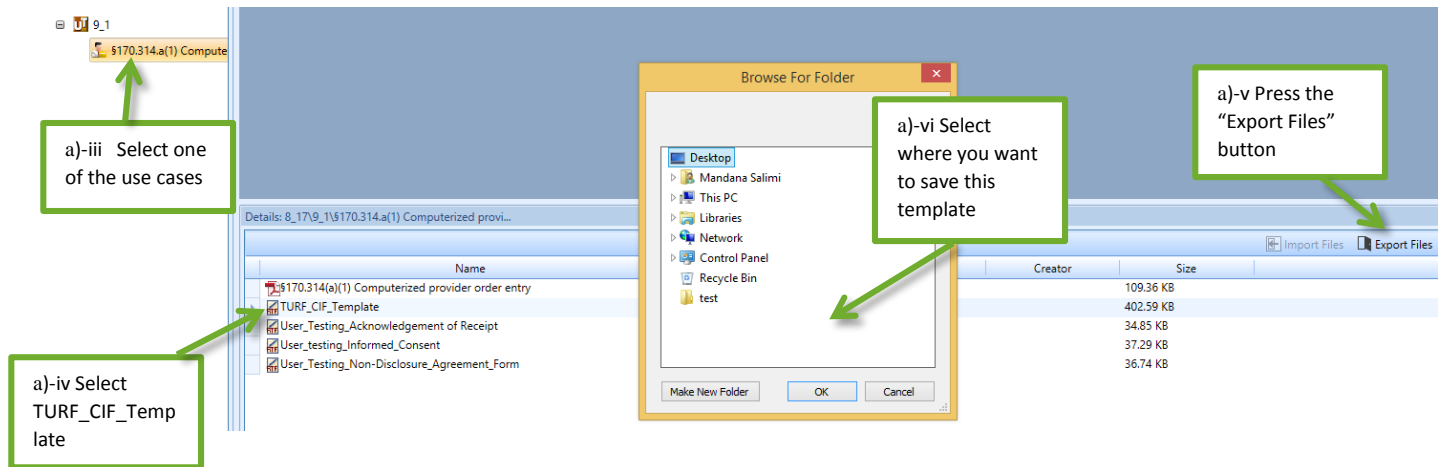 9_1
§170.314.a(1) Compute
a)-iii Select one
of the use cases
Browse For Folder
Desktop
Mandana Salimi
This PC
Libraries
Network
Control Panel
Recycle Bin
test
Make New Folder
OK
Cancel
a)-vi Select
where you want
to save this
template
a)-v Press the
“Export Files”
button
Details: 8_17\9_1\§170.314.a(1) Computerized provi...
Import Files
Export Files
Name
Creator
Size
§170.314(a)(1) Computerized provider order entry
109.36 KB
TURF_CIF_Template
402.59 KB
User_Testing_Acknowledgement of Receipt
34.85 KB
User_testing_Informed_Consent
37.29 KB
User_Testing_Non-Disclosure_Agreement_Form
36.74 KB
a)-iv Select
TURF_CIF_Temp
late